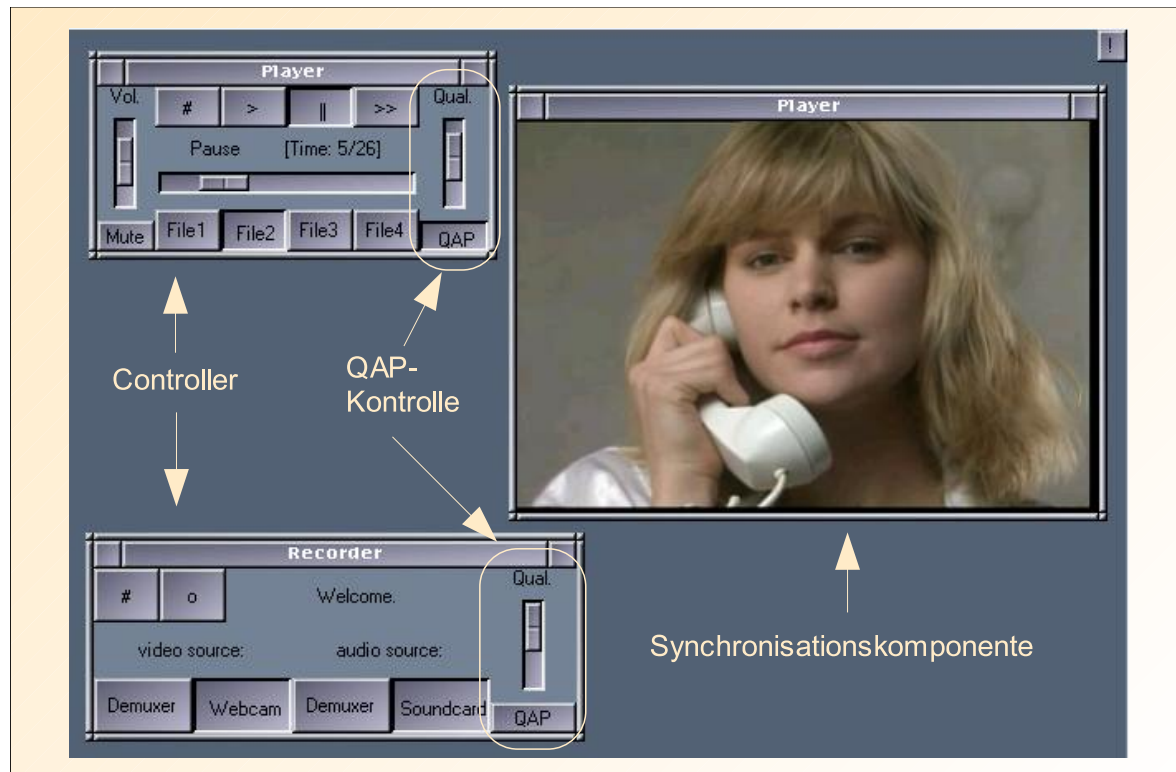 !
Player
Vol.
# > || >>
Qual.
Pause [Time: 5/26]
Mute File1 File2 File3 File4 QAP
Player
Controller
QAP-
Kontrolle
Synchronisationskomponente
Recorder
# o Welcome.
Qual.
video source: audio source:
Demuxer Webcam Demuxer Soundcard QAP